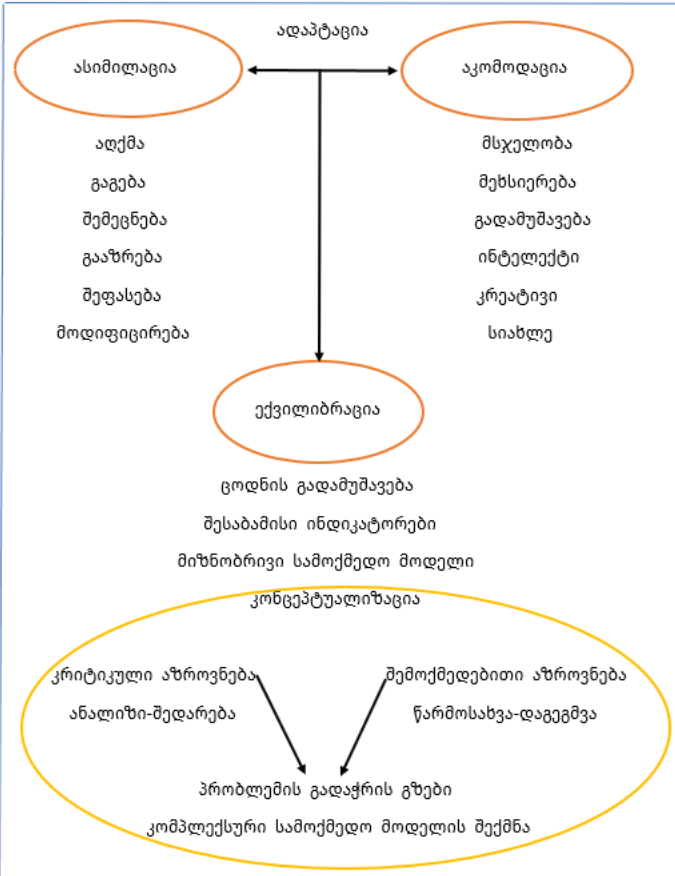 ადაპტაცია
ასიმილაცია
აკომოდაცია
აღქმა
გაგება
შემეცნება
გააზრება
შეფასება
მოდიფიცირება
მსჯელობა
მეხსიერება
გადამუშავება
ინტელექტი
კრეატივი
სიახლე
ექვილიბრაცია
ცოდნის გადამუშავება
შესაბამისი ინდიკატორები
მიზნობრივი სამოქმედო მოდელი
კონცეპტუალიზაცია
კრიტიკული აზროვნება
ანალიზი-შედარება
შემოქმედებითი აზროვნება
წარმოსახვა-დაგეგმვა
პრობლემის გადაჭრის გზები
კომპლექსური სამოქმედო მოდელის შექმნა